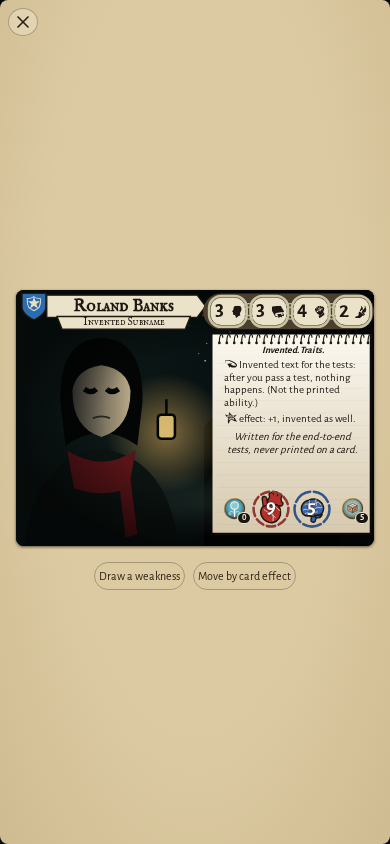 Roland Banks
Invented Surname
3 3 4 2
Invented.Traits.
Invented text for the tests:
after you pass a test, nothing
happens. (Not the printed
ability.)
effect: +1, invented as well.
Written for the end-to-end
tests, never printed on a card.
0 9 5 5
Draw a weakness Move by card effect